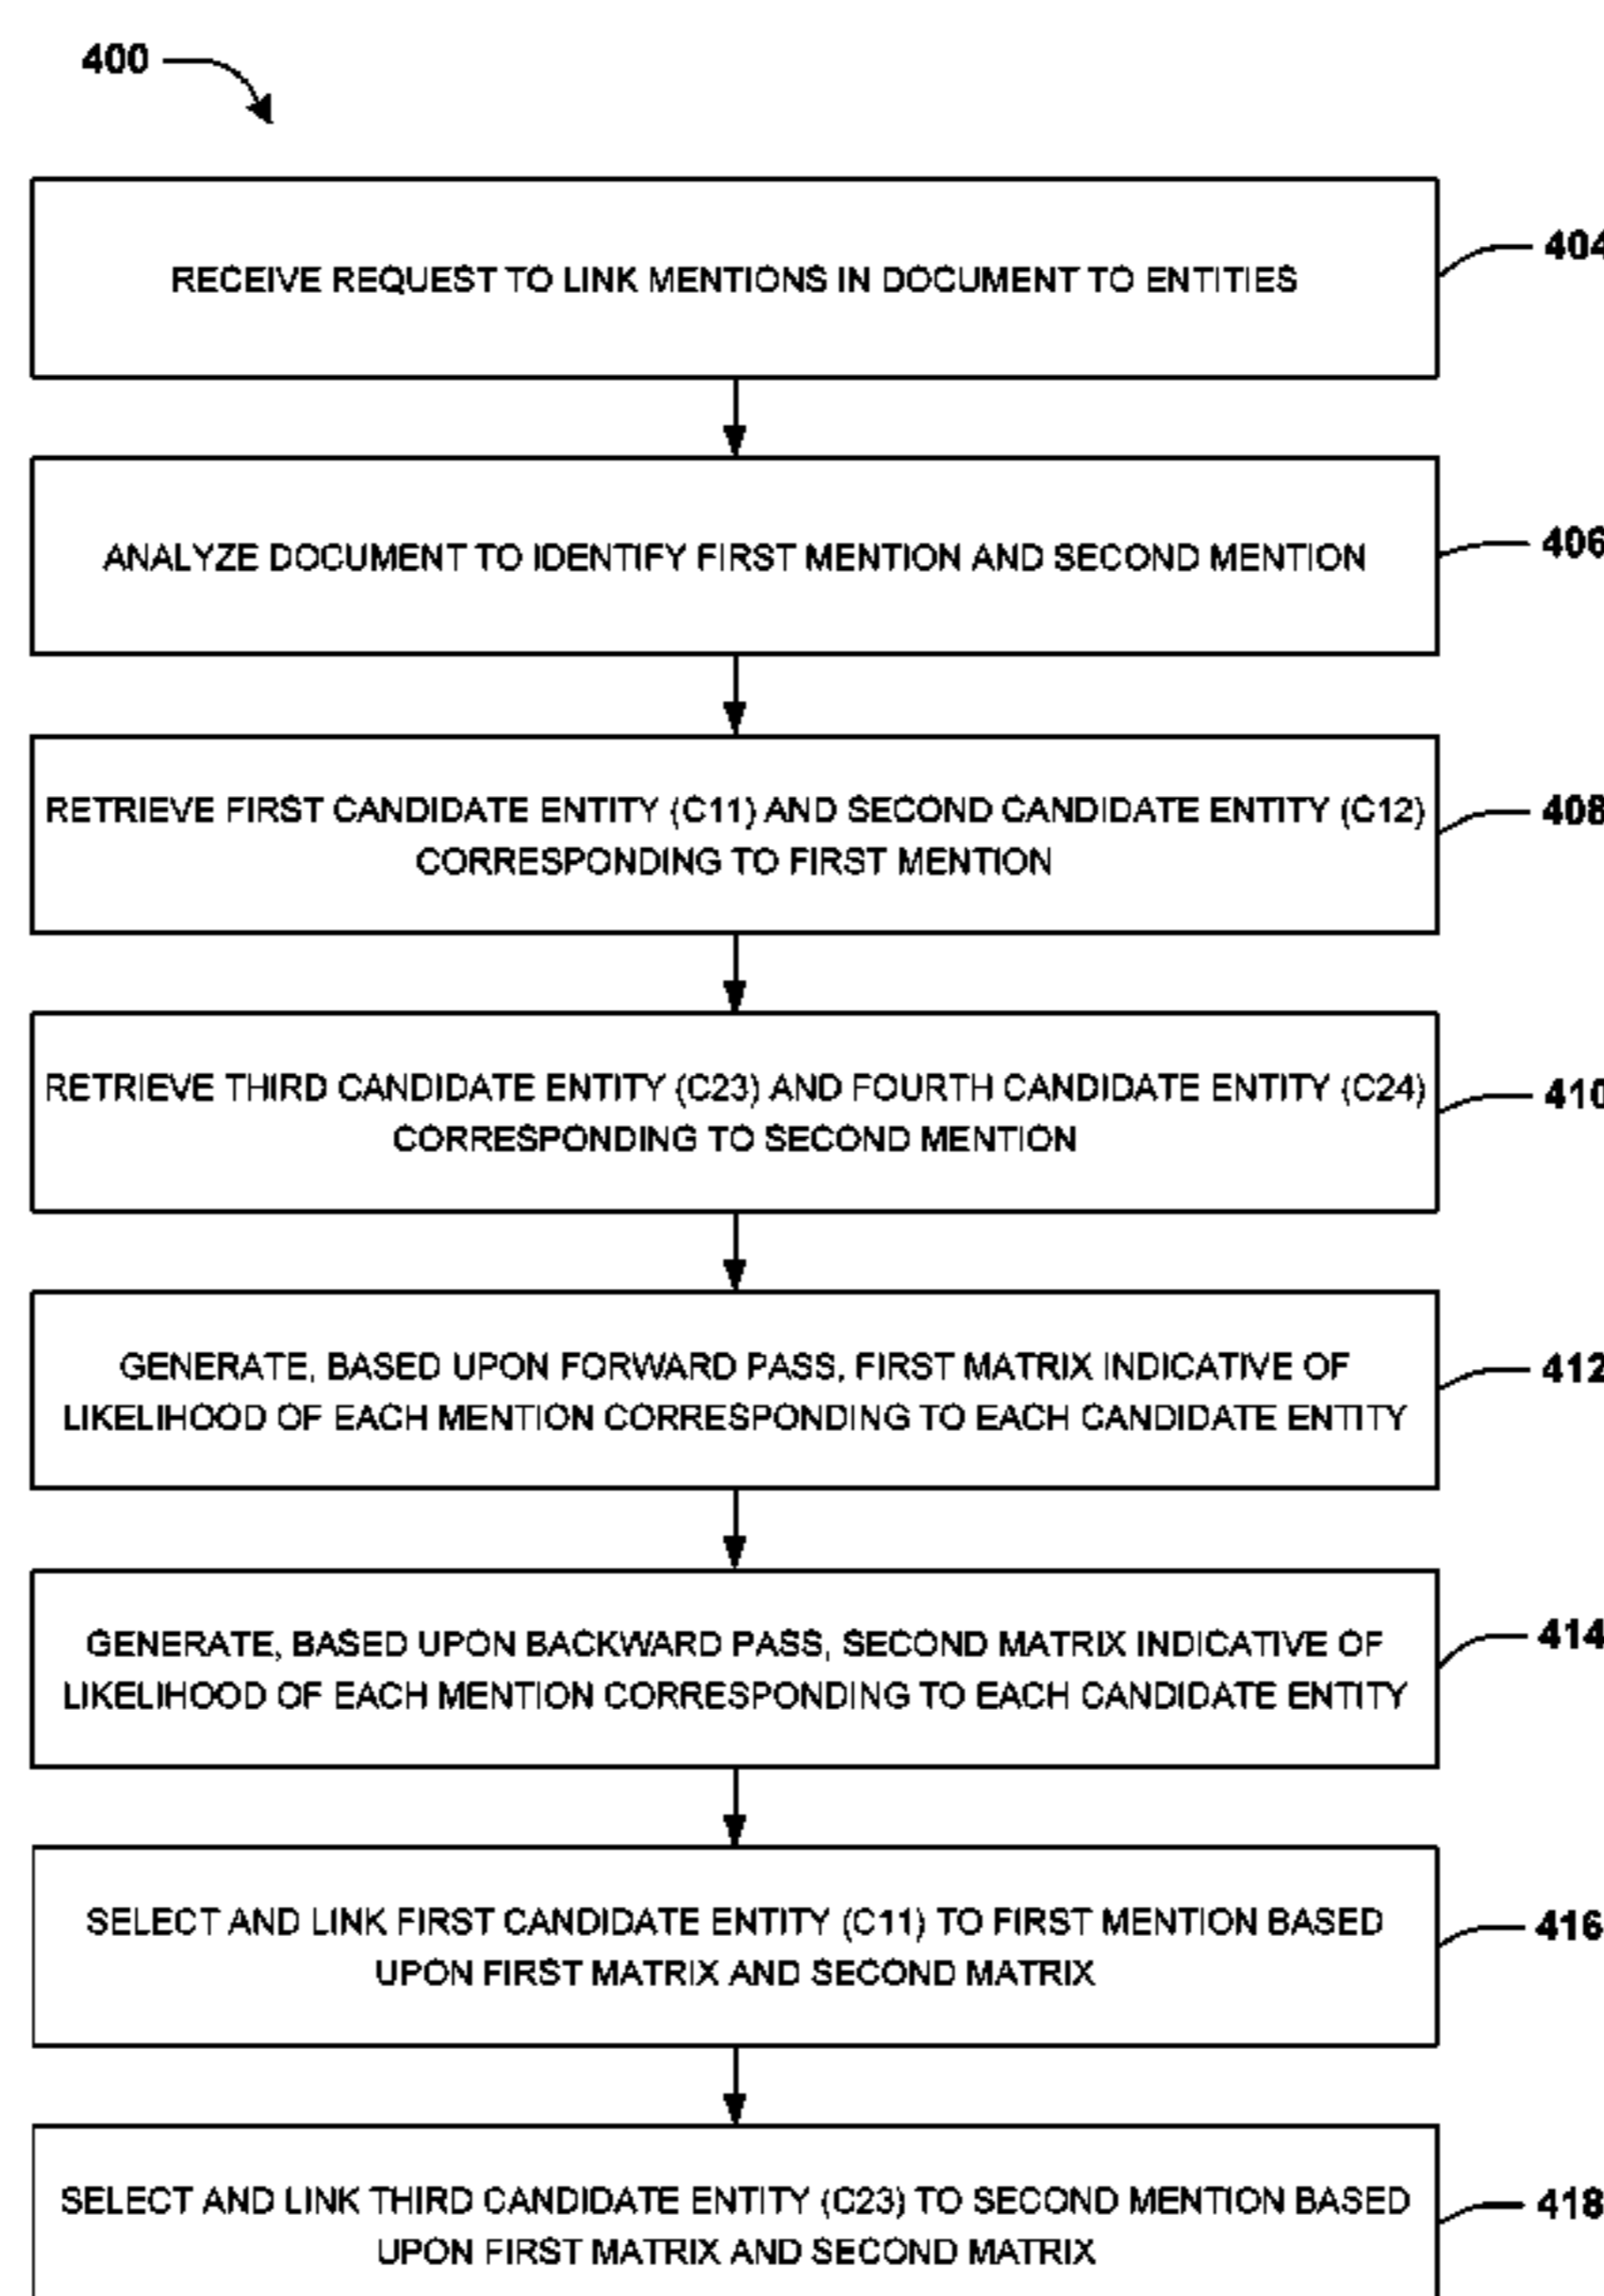 400
RECEIVE REQUEST TO LINK MENTIONS IN DOCUMENT TO ENTITIES
404
ANALYZE DOCUMENT TO IDENTIFY FIRST MENTION AND SECOND MENTION
406
RETRIEVE FIRST CANDIDATE ENTITY (C11) AND SECOND CANDIDATE ENTITY (C12)
CORRESPONDING TO FIRST MENTION
408
RETRIEVE THIRD CANDIDATE ENTITY (C23) AND FOURTH CANDIDATE ENTITY (C24)
CORRESPONDING TO SECOND MENTION
410
GENERATE, BASED UPON FORWARD PASS, FIRST MATRIX INDICATIVE OF
LIKELIHOOD OF EACH MENTION CORRESPONDING TO EACH CANDIDATE ENTITY
412
GENERATE, BASED UPON BACKWARD PASS, SECOND MATRIX INDICATIVE OF
LIKELIHOOD OF EACH MENTION CORRESPONDING TO EACH CANDIDATE ENTITY
414
SELECT AND LINK FIRST CANDIDATE ENTITY (C11) TO FIRST MENTION BASED
UPON FIRST MATRIX AND SECOND MATRIX
416
SELECT AND LINK THIRD CANDIDATE ENTITY (C23) TO SECOND MENTION BASED
UPON FIRST MATRIX AND SECOND MATRIX
418